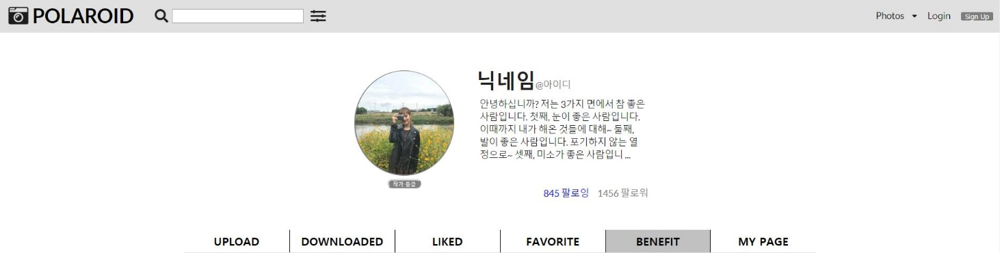 POLAROID
Photos Login Sign Up
닉네임@아이디
안녕하십니까? 저는 3가지 면에서 참 좋은
사람입니다. 첫째, 눈이 좋은 사람입니다.
이때까지 내가 해온 것들에 대해~ 둘째,
발이 좋은 사람입니다. 포기하지 않는 열
정으로~ 셋째, 미소가 좋은 사람입니 ...
작가 등급
845 팔로잉 1456 팔로워
UPLOAD DOWNLOADED LIKED FAVORITE BENEFIT MY PAGE